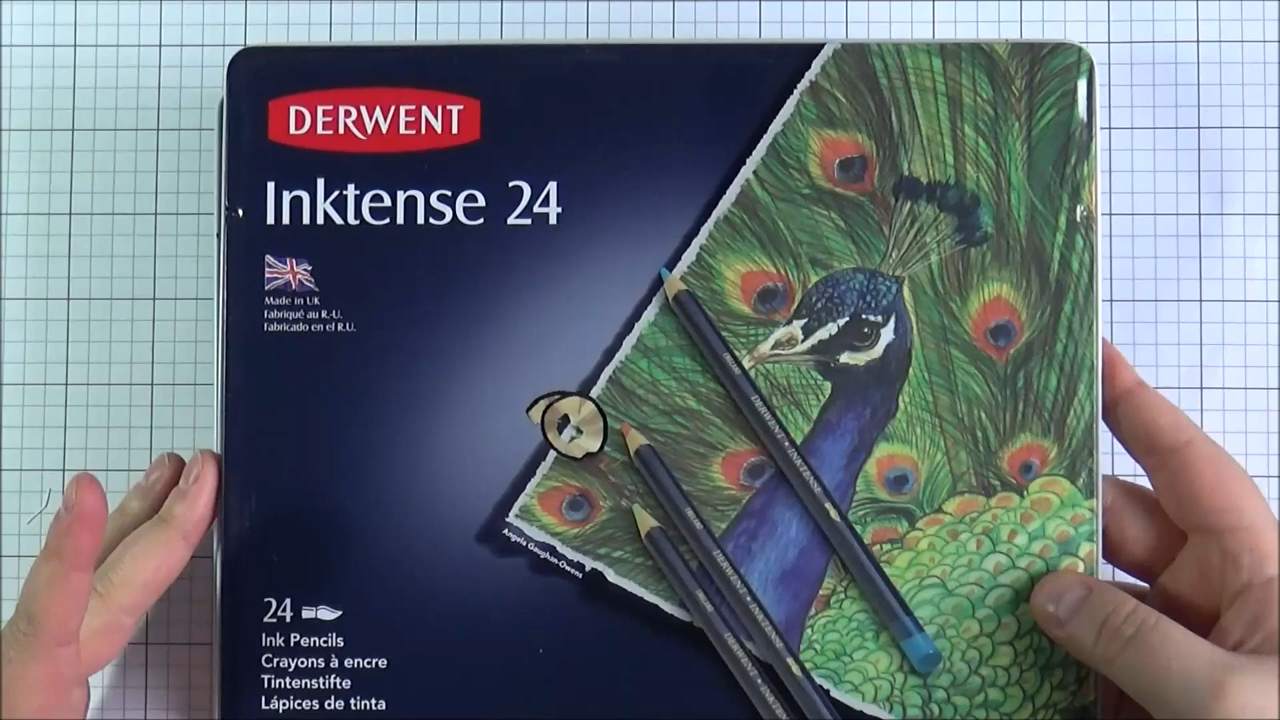 DERWENT
Inktense 24
Made in UK
Fabriqué au R.-U.
Fabricado en el R.U.
DERWENT • INKTENSE
Angela Gaughan-Owens
DERWENT • INKTENSE
DERWENT • INKTENSE
24
Ink Pencils
Crayons à encre
Tintenstifte
Lápices de tinta